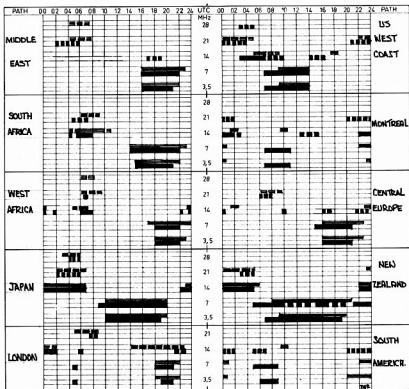 PATH 00 02 04 06 08 10 12 14 16 18 20 22 UTC 00 02 04 06 08 10 12 14 16 18 20 22 PATH
MHz
MIDDLE
EAST
28
21
14
7
3,5
US
WEST
COAST
SOUTH
AFRICA
28
21
14
7
3,5
MONTREAL
WEST
AFRICA
28
21
14
7
3,5
CENTRAL
EUROPE
JAPAN
28
21
14
7
3,5
NEW
ZEALAND
LONDON
21
14
7
3,5
SOUTH
AMERICA